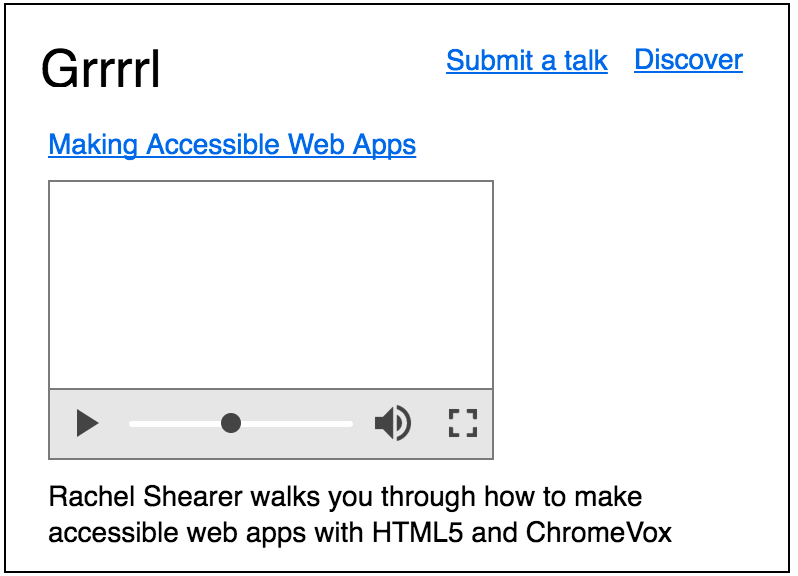 Grrrrl
Submit a talk
Discover
Making Accessible Web Apps
Rachel Shearer walks you through how to make
accessible web apps with HTML5 and ChromeVox